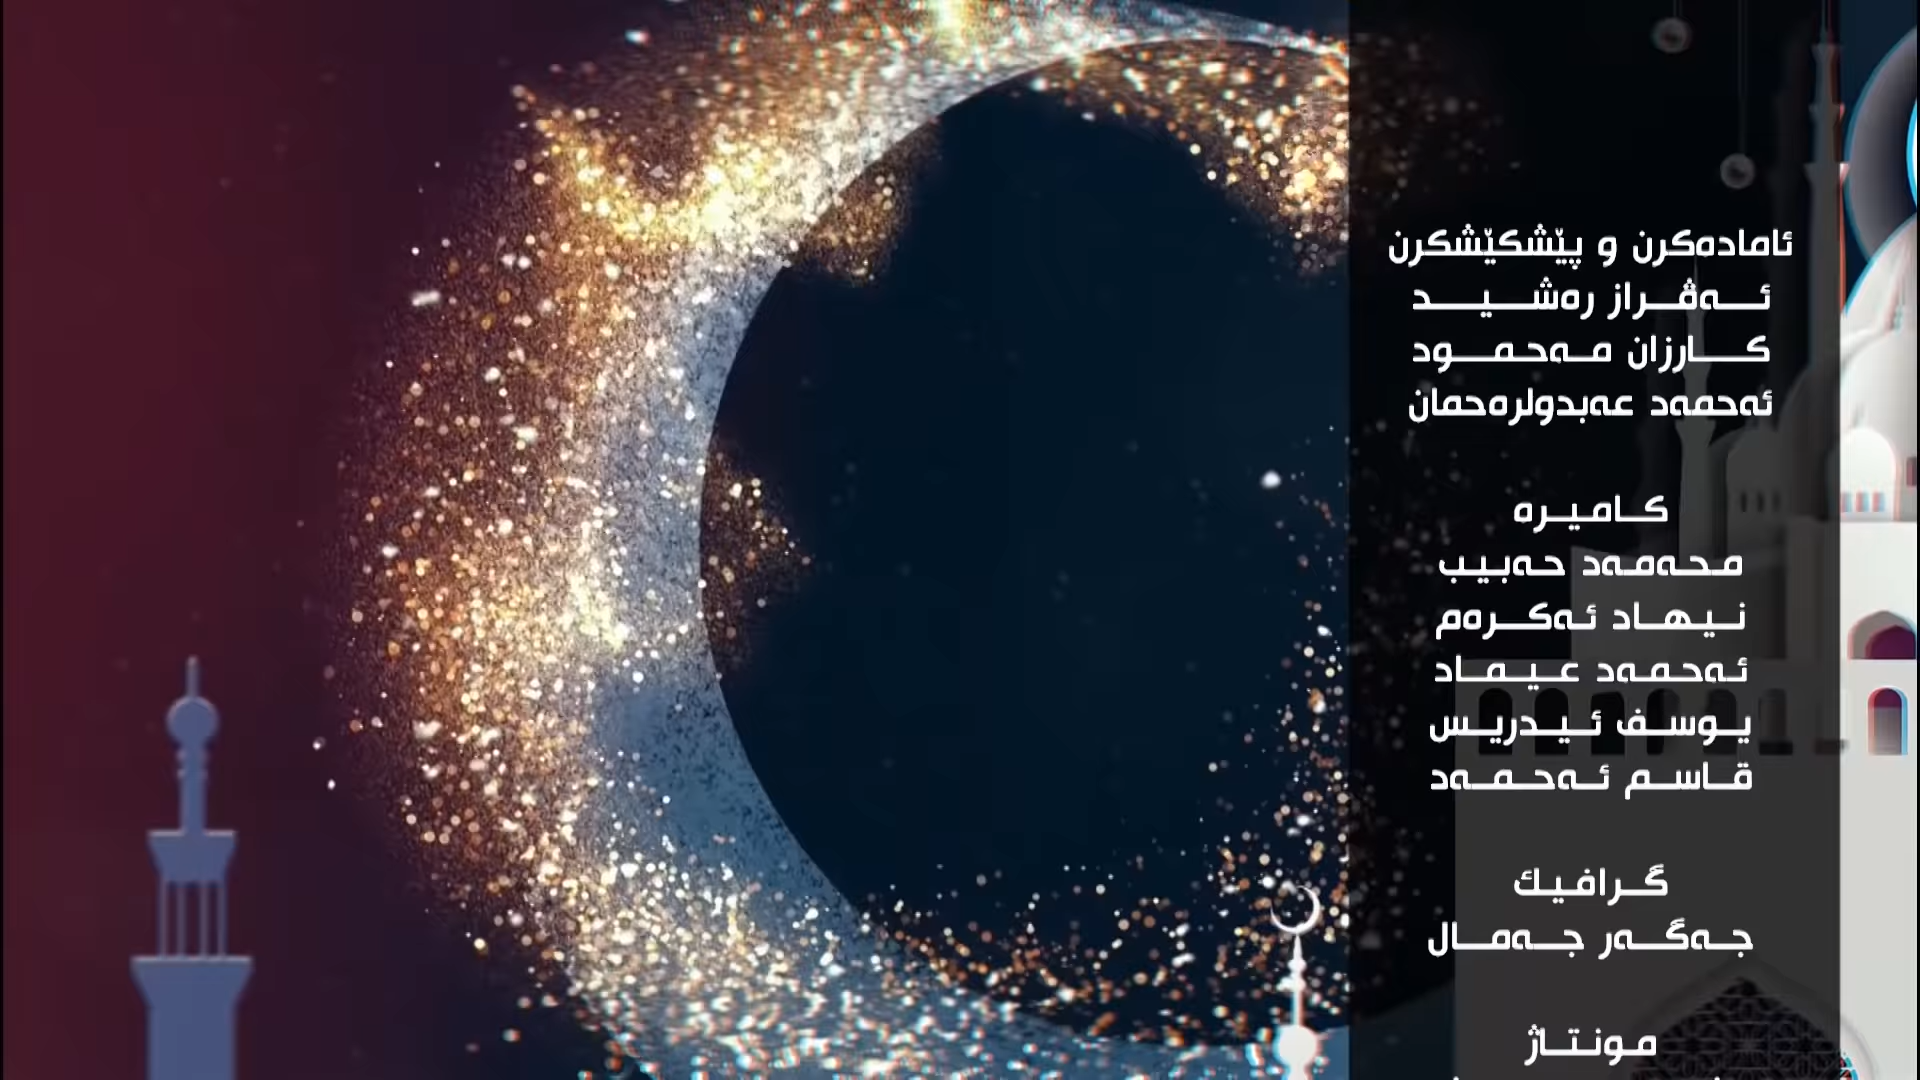 ئامادەکرن و پێشکێشکرن
ئەڤراز رەشید
کارزان مەحمود
ئەحمەد عەبدولرەحمان
کامیرە
محەمەد حەبیب
نیهاد ئەکرەم
ئەحمەد عیماد
یوسف ئیدریس
قاسم ئەحمەد
گرافیك
جەگەر جەمال
مونتاژ